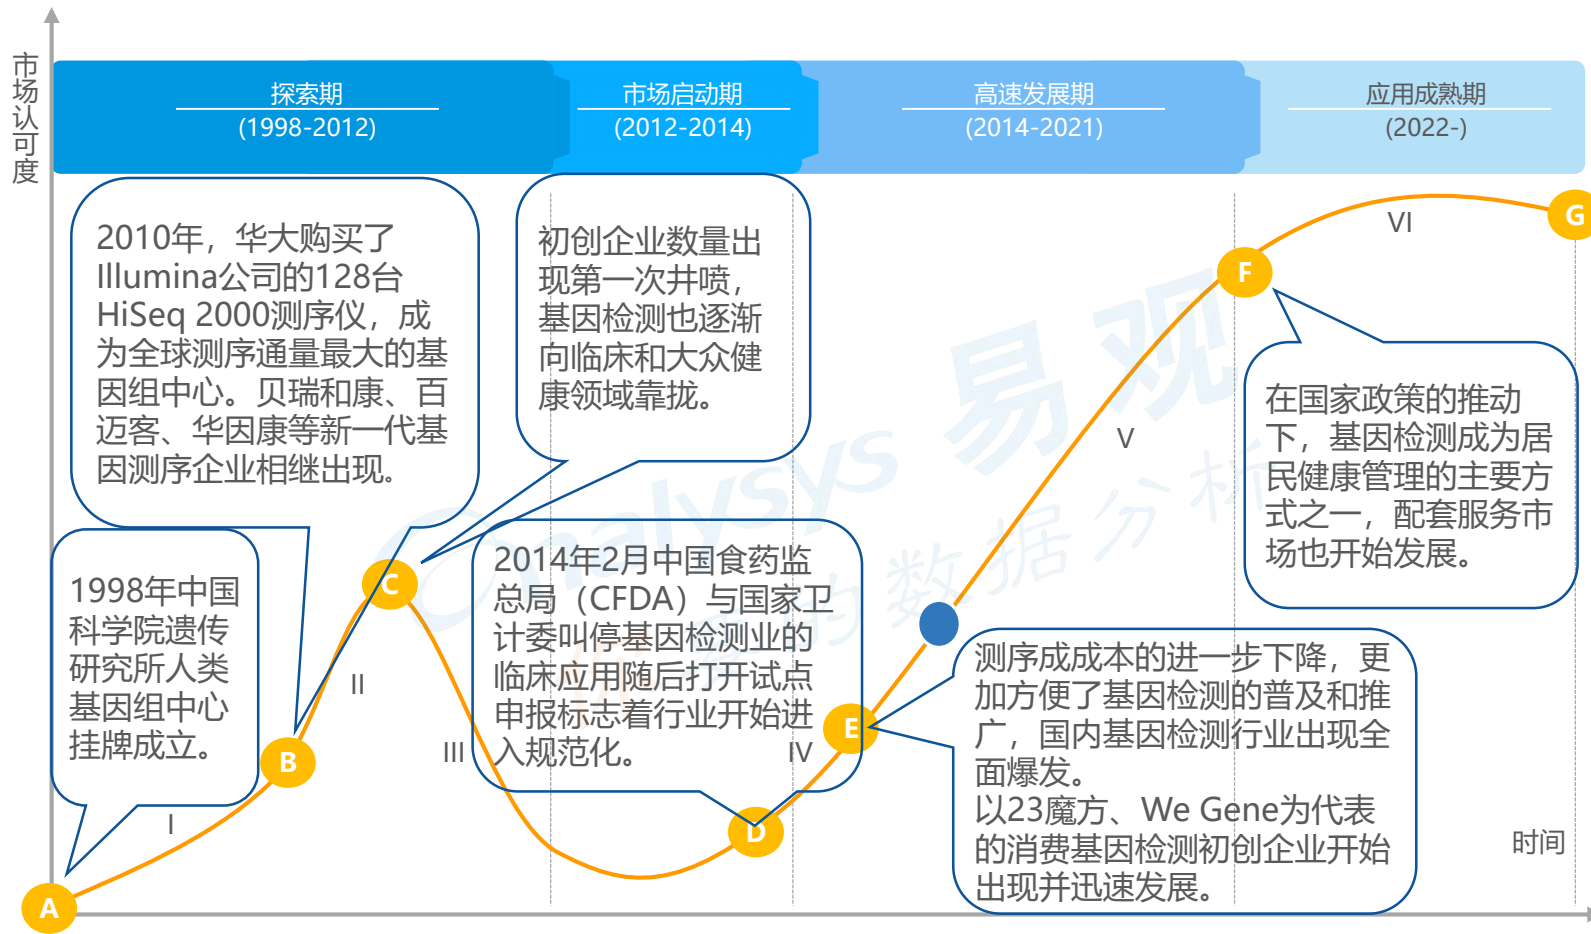 市场认可度
探索期
(1998-2012)
市场启动期
(2012-2014)
高速发展期
(2014-2021)
应用成熟期
(2022-)
2010年，华大购买了
Illumina公司的128台
HiSeq 2000测序仪，成
为全球测序通量最大的基
因组中心。贝瑞和康、百
迈客、华因康等新一代基
因测序企业相继出现。
初创企业数量出
现第一次井喷，
基因检测也逐渐
向临床和大众健
康领域靠拢。
VI
G
F
V
在国家政策的推动
下，基因检测成为居
民健康管理的主要方
式之一，配套服务市
场也开始发展。
1998年中国
科学院遗传
研究所人类
基因组中心
挂牌成立。
C
II
B
I
A
III
2014年2月中国食药监
总局（CFDA）与国家卫
计委叫停基因检测业的
临床应用随后打开试点
申报标志着行业开始进
入规范化。
IV
E
D
测序成成本的进一步下降，更
加方便了基因检测的普及和推
广，国内基因检测行业出现全
面爆发。
以23魔方、We Gene为代表
的消费基因检测初创企业开始
出现并迅速发展。
时间
Analysys 易观
你要的数据分析